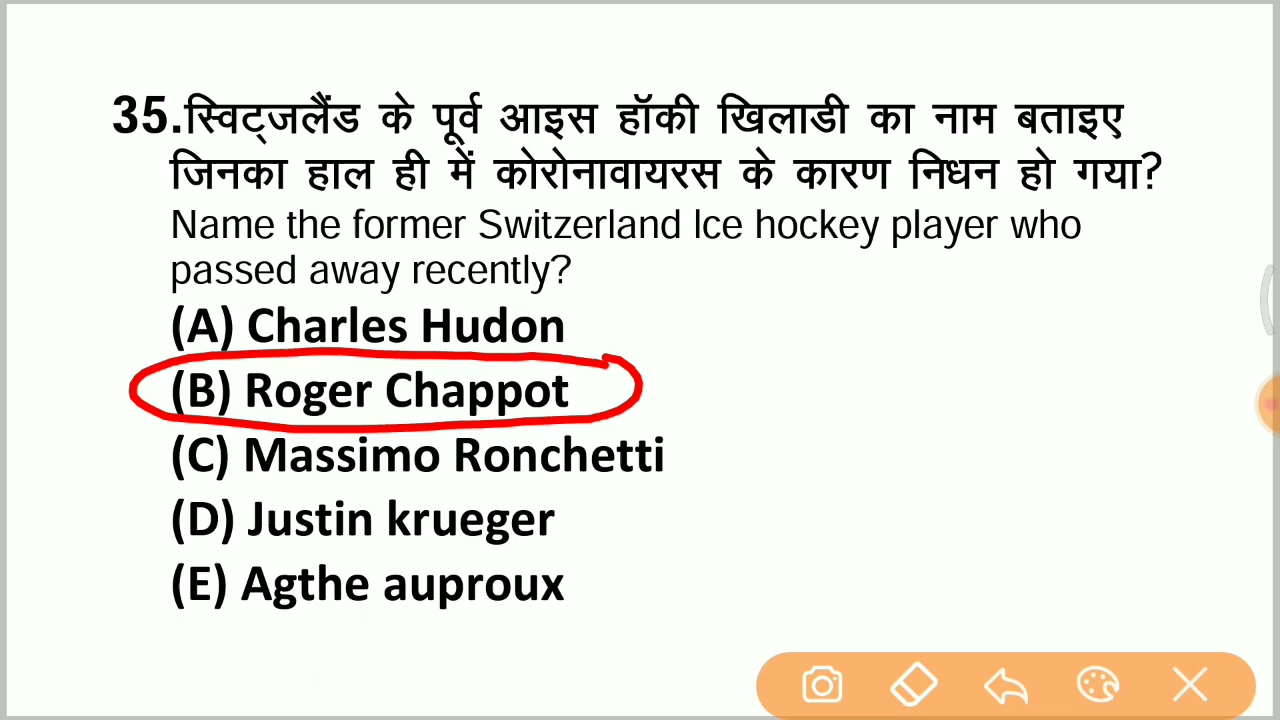 35.स्विट्जलैंड के पूर्व आइस हॉकी खिलाडी का नाम बताइए
जिनका हाल ही में कोरोनावायरस के कारण निधन हो गया?
Name the former Switzerland Ice hockey player who
passed away recently?
(A) Charles Hudon
(B) Roger Chappot
(C) Massimo Ronchetti
(D) Justin krueger
(E) Agthe auproux